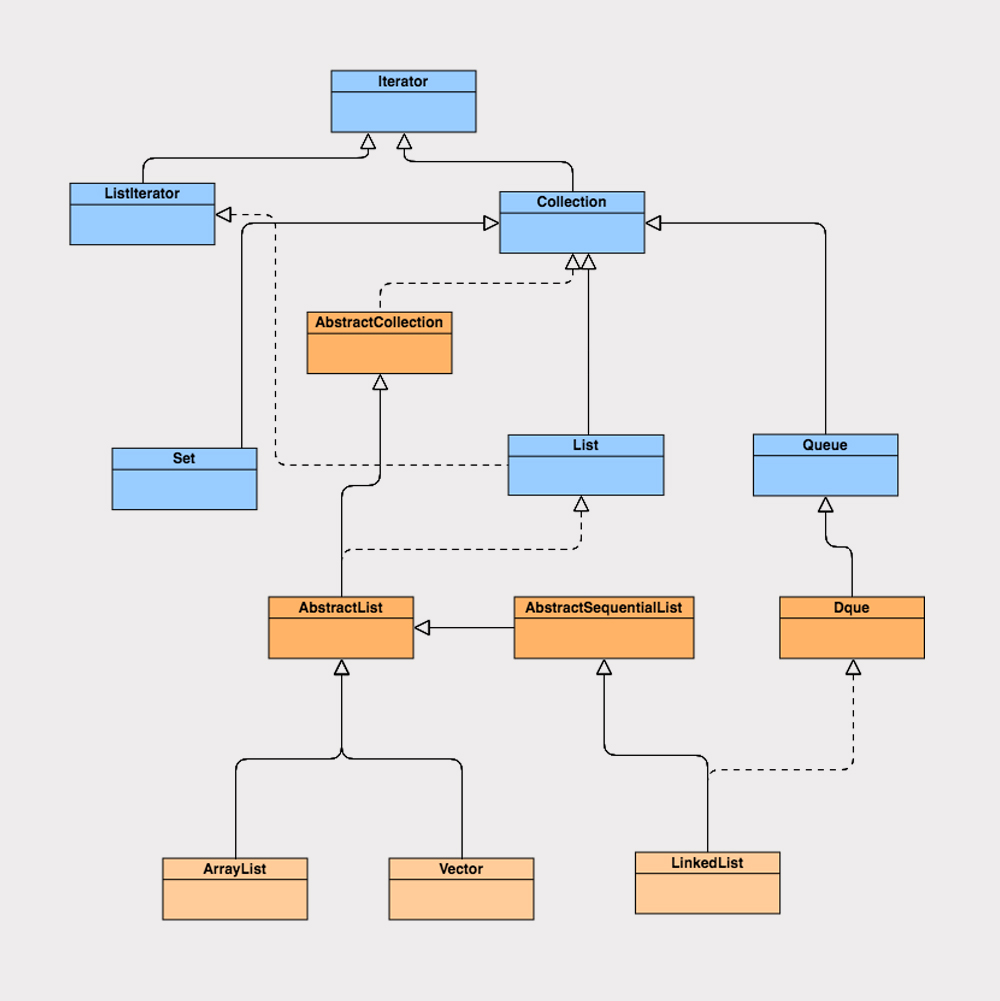 Iterator
ListIterator
Collection
AbstractCollection
List
Queue
Set
AbstractList
AbstractSequentialList
Dque
ArrayList
Vector
LinkedList